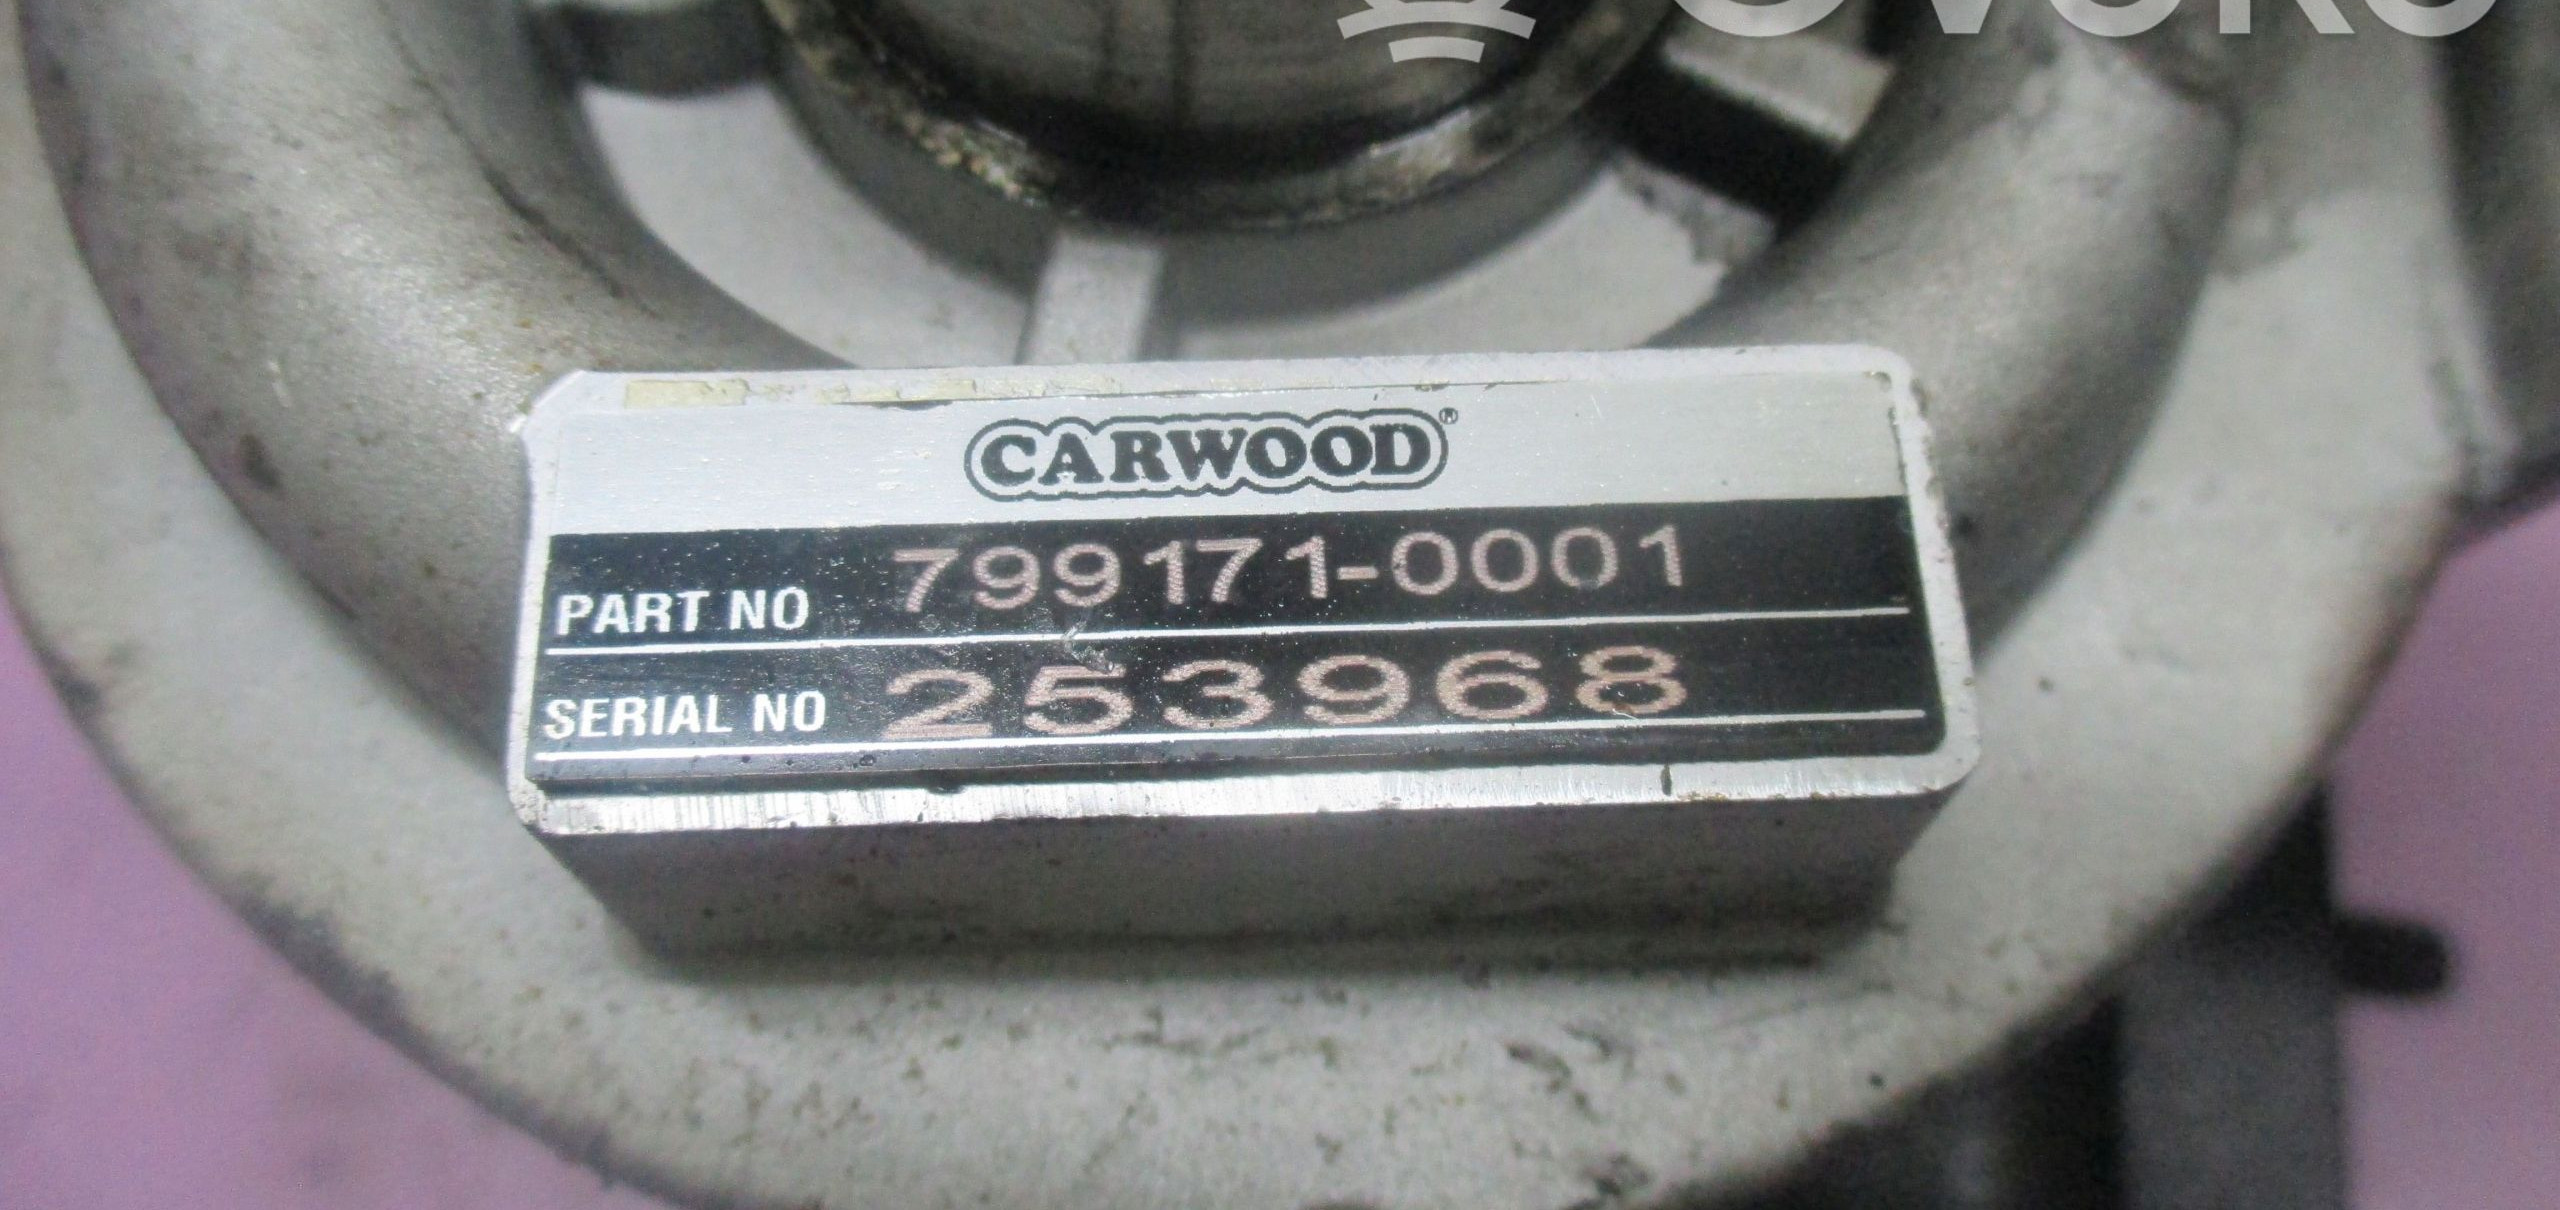 CARWOOD®
PART NO 799171-0001
SERIAL NO 253968